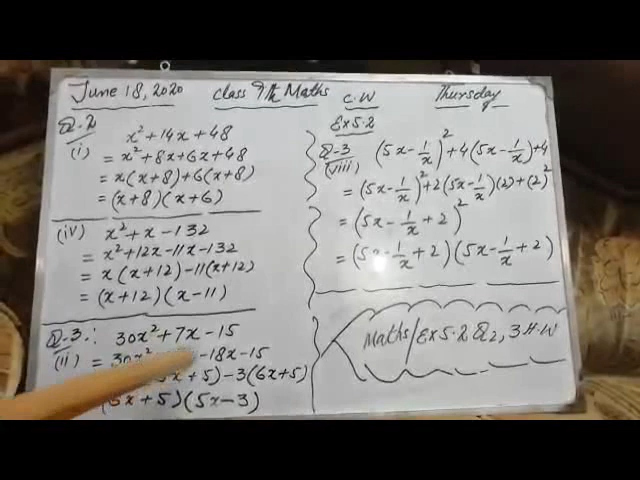 June 18, 2020 class 9th Maths C.W Thursday
Q.2
(i) x² + 14x + 48
= x² + 8x + 6x + 48
= x(x+8) + 6(x+8)
= (x+8)(x+6)
(iv) x² + x - 132
= x² + 12x - 11x - 132
= x(x+12) - 11(x+12)
= (x+12)(x-11)
Q.3.: 30x² + 7x - 15
(ii) = 30x² - 18x - 15
x + 5) - 3(6x+5)
x + 5)(5x - 3)
Ex 5.2
Q-3
(viii) (5x - 1/x)² + 4(5x - 1/x) + 4
= (5x - 1/x)² + 2(5x - 1/x)(2) + (2)²
= (5x - 1/x + 2)²
= (5x - 1/x + 2)(5x - 1/x + 2)
Maths/Ex 5.2 Q2, 3 H.W